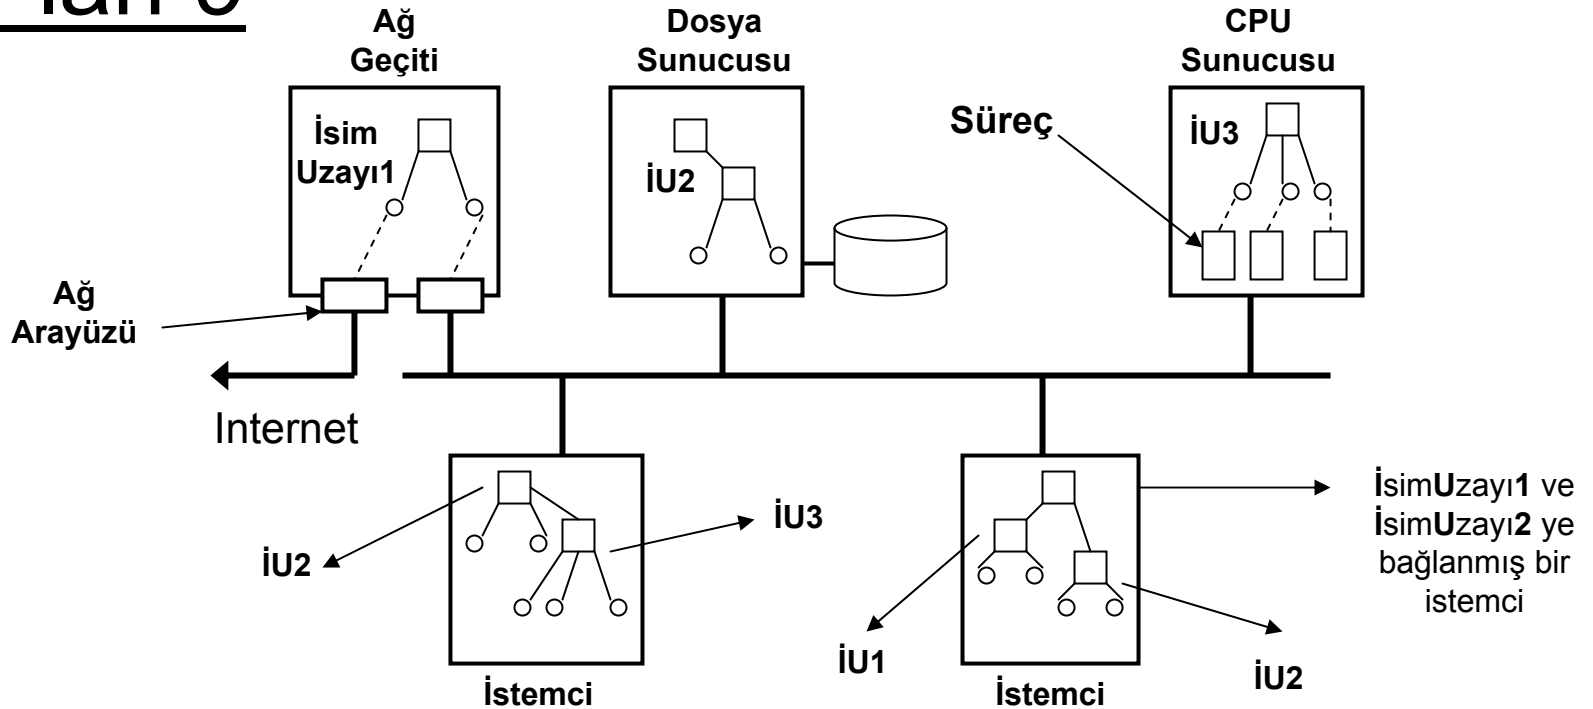 Ağ
Geçiti
Dosya
Sunucusu
CPU
Sunucusu
İsim
Uzayı1
İU2
Süreç
İU3
Ağ
Arayüzü
Internet
İU2
İU3
İU1
İU2
İsimUzayı1 ve
İsimUzayı2 ye
bağlanmış bir
istemci
İstemci
İstemci